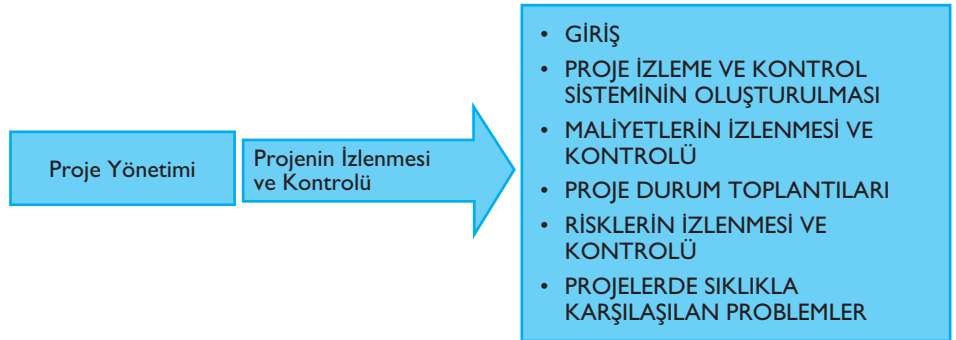 Proje Yönetimi
Projenin İzlenmesi
ve Kontrolü
• GİRİŞ
• PROJE İZLEME VE KONTROL
SİSTEMİNİN OLUŞTURULMASI
• MALİYETLERİN İZLENMESİ VE
KONTROLÜ
• PROJE DURUM TOPLANTILARI
• RİSKLERİN İZLENMESİ VE
KONTROLÜ
• PROJELERDE SIKLIKLA
KARŞILAŞILAN PROBLEMLER